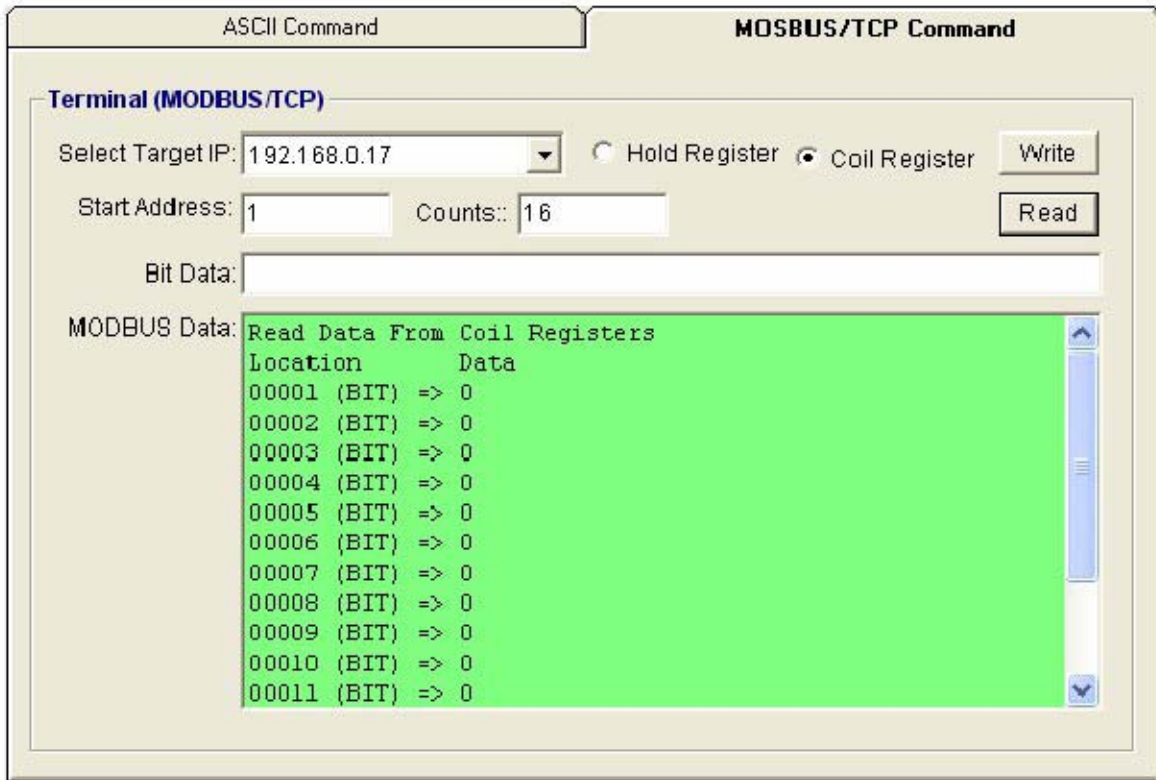 ASCII Command
MOSBUS/TCP Command
Terminal (MODBUS/TCP)
Select Target IP: 192.168.0.17 Hold Register Coil Register Write
Start Address: 1 Counts:: 16 Read
Bit Data:
MODBUS Data: Read Data From Coil Registers
Location Data
00001 (BIT) => 0
00002 (BIT) => 0
00003 (BIT) => 0
00004 (BIT) => 0
00005 (BIT) => 0
00006 (BIT) => 0
00007 (BIT) => 0
00008 (BIT) => 0
00009 (BIT) => 0
00010 (BIT) => 0
00011 (BIT) => 0